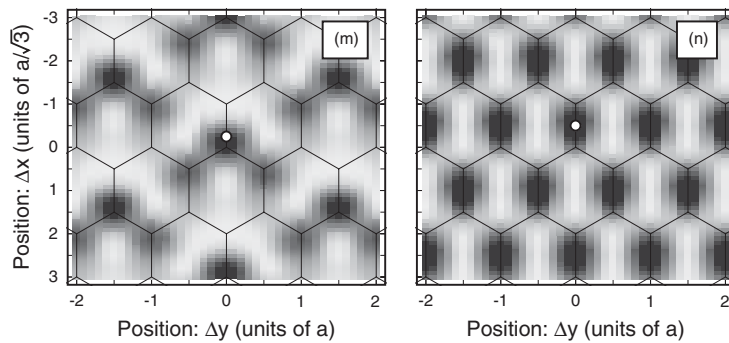 (m)
(n)
-3
-2
-1
0
1
2
3
Position: Δx (units of a/√3)
-2 -1 0 1 2
-2 -1 0 1 2
Position: Δy (units of a)
Position: Δy (units of a)